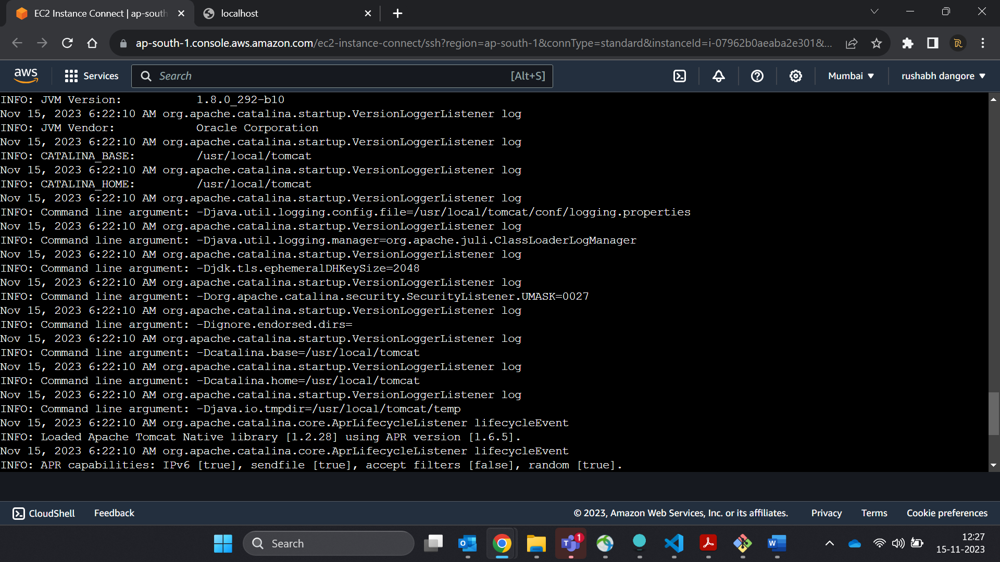 EC2 Instance Connect | ap-south
localhost
ap-south-1.console.aws.amazon.com/ec2-instance-connect/ssh?region=ap-south-1&connType=standard&instanceId=i-07962b0aeaba2e301&...
aws
Services
Search
[Alt+S]
Mumbai
rushabh dangore
INFO: JVM Version:           1.8.0_292-b10
Nov 15, 2023 6:22:10 AM org.apache.catalina.startup.VersionLoggerListener log
INFO: JVM Vendor:            Oracle Corporation
Nov 15, 2023 6:22:10 AM org.apache.catalina.startup.VersionLoggerListener log
INFO: CATALINA_BASE:         /usr/local/tomcat
Nov 15, 2023 6:22:10 AM org.apache.catalina.startup.VersionLoggerListener log
INFO: CATALINA_HOME:         /usr/local/tomcat
Nov 15, 2023 6:22:10 AM org.apache.catalina.startup.VersionLoggerListener log
INFO: Command line argument: -Djava.util.logging.config.file=/usr/local/tomcat/conf/logging.properties
Nov 15, 2023 6:22:10 AM org.apache.catalina.startup.VersionLoggerListener log
INFO: Command line argument: -Djava.util.logging.manager=org.apache.juli.ClassLoaderLogManager
Nov 15, 2023 6:22:10 AM org.apache.catalina.startup.VersionLoggerListener log
INFO: Command line argument: -Djdk.tls.ephemeralDHKeySize=2048
Nov 15, 2023 6:22:10 AM org.apache.catalina.startup.VersionLoggerListener log
INFO: Command line argument: -Dorg.apache.catalina.security.SecurityListener.UMASK=0027
Nov 15, 2023 6:22:10 AM org.apache.catalina.startup.VersionLoggerListener log
INFO: Command line argument: -Dignore.endorsed.dirs=
Nov 15, 2023 6:22:10 AM org.apache.catalina.startup.VersionLoggerListener log
INFO: Command line argument: -Dcatalina.base=/usr/local/tomcat
Nov 15, 2023 6:22:10 AM org.apache.catalina.startup.VersionLoggerListener log
INFO: Command line argument: -Dcatalina.home=/usr/local/tomcat
Nov 15, 2023 6:22:10 AM org.apache.catalina.startup.VersionLoggerListener log
INFO: Command line argument: -Djava.io.tmpdir=/usr/local/tomcat/temp
Nov 15, 2023 6:22:10 AM org.apache.catalina.core.AprLifecycleListener lifecycleEvent
INFO: Loaded Apache Tomcat Native library [1.2.28] using APR version [1.6.5].
Nov 15, 2023 6:22:10 AM org.apache.catalina.core.AprLifecycleListener lifecycleEvent
INFO: APR capabilities: IPv6 [true], sendfile [true], accept filters [false], random [true].
CloudShell
Feedback
© 2023, Amazon Web Services, Inc. or its affiliates.
Privacy
Terms
Cookie preferences
Search
1
12:27
15-11-2023